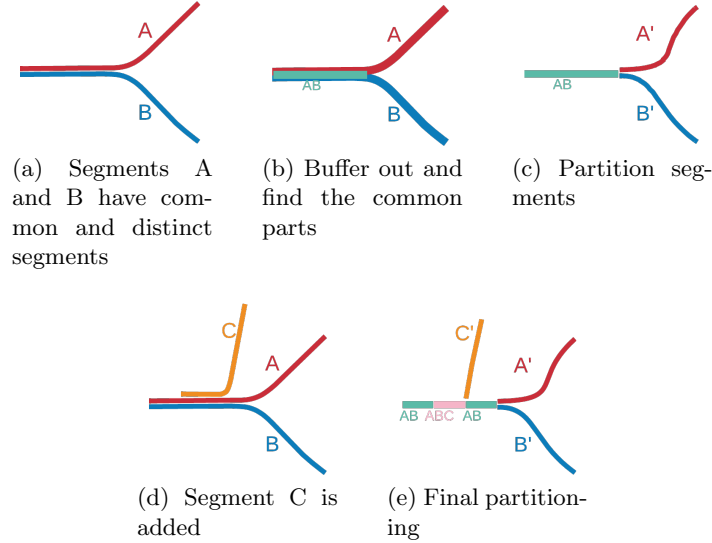 A
B
A
AB
B
A'
AB
B'
(a) Segments A
and B have com-
mon and distinct
segments
(b) Buffer out and
find the common
parts
(c) Partition seg-
ments
C
A
B
C'
A'
AB ABC AB
B'
(d) Segment C is
added
(e) Final partition-
ing